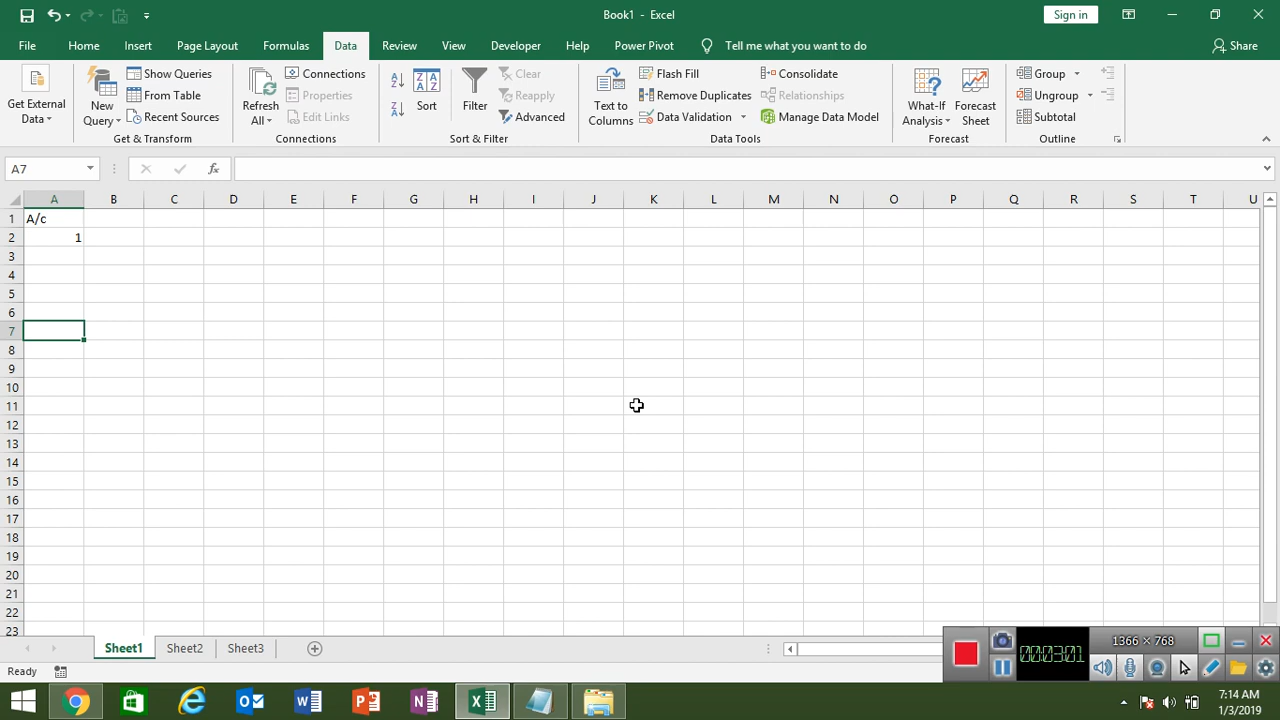 Book1 - Excel
Sign in
File Home Insert Page Layout Formulas Data Review View Developer Help Power Pivot Tell me what you want to do Share
Get External Data
New Query
Show Queries
From Table
Recent Sources
Get & Transform
Refresh All
Connections
Properties
Edit Links
Connections
A Z
Z A
Z A A Z
Sort
Filter
Clear
Reapply
Advanced
Sort & Filter
Text to Columns
Flash Fill
Remove Duplicates
Data Validation
Consolidate
Relationships
Manage Data Model
Data Tools
What-If Analysis
Forecast Sheet
Forecast
Group
Ungroup
Subtotal
Outline
A7 fx
A B C D E F G H I J K L M N O P Q R S T U
1 A/c
2 1
3
4
5
6
7
8
9
10
11
12
13
14
15
16
17
18
19
20
21
22
23
Sheet1 Sheet2 Sheet3
Ready
00:03:01
1366 × 768
7:14 AM
1/3/2019